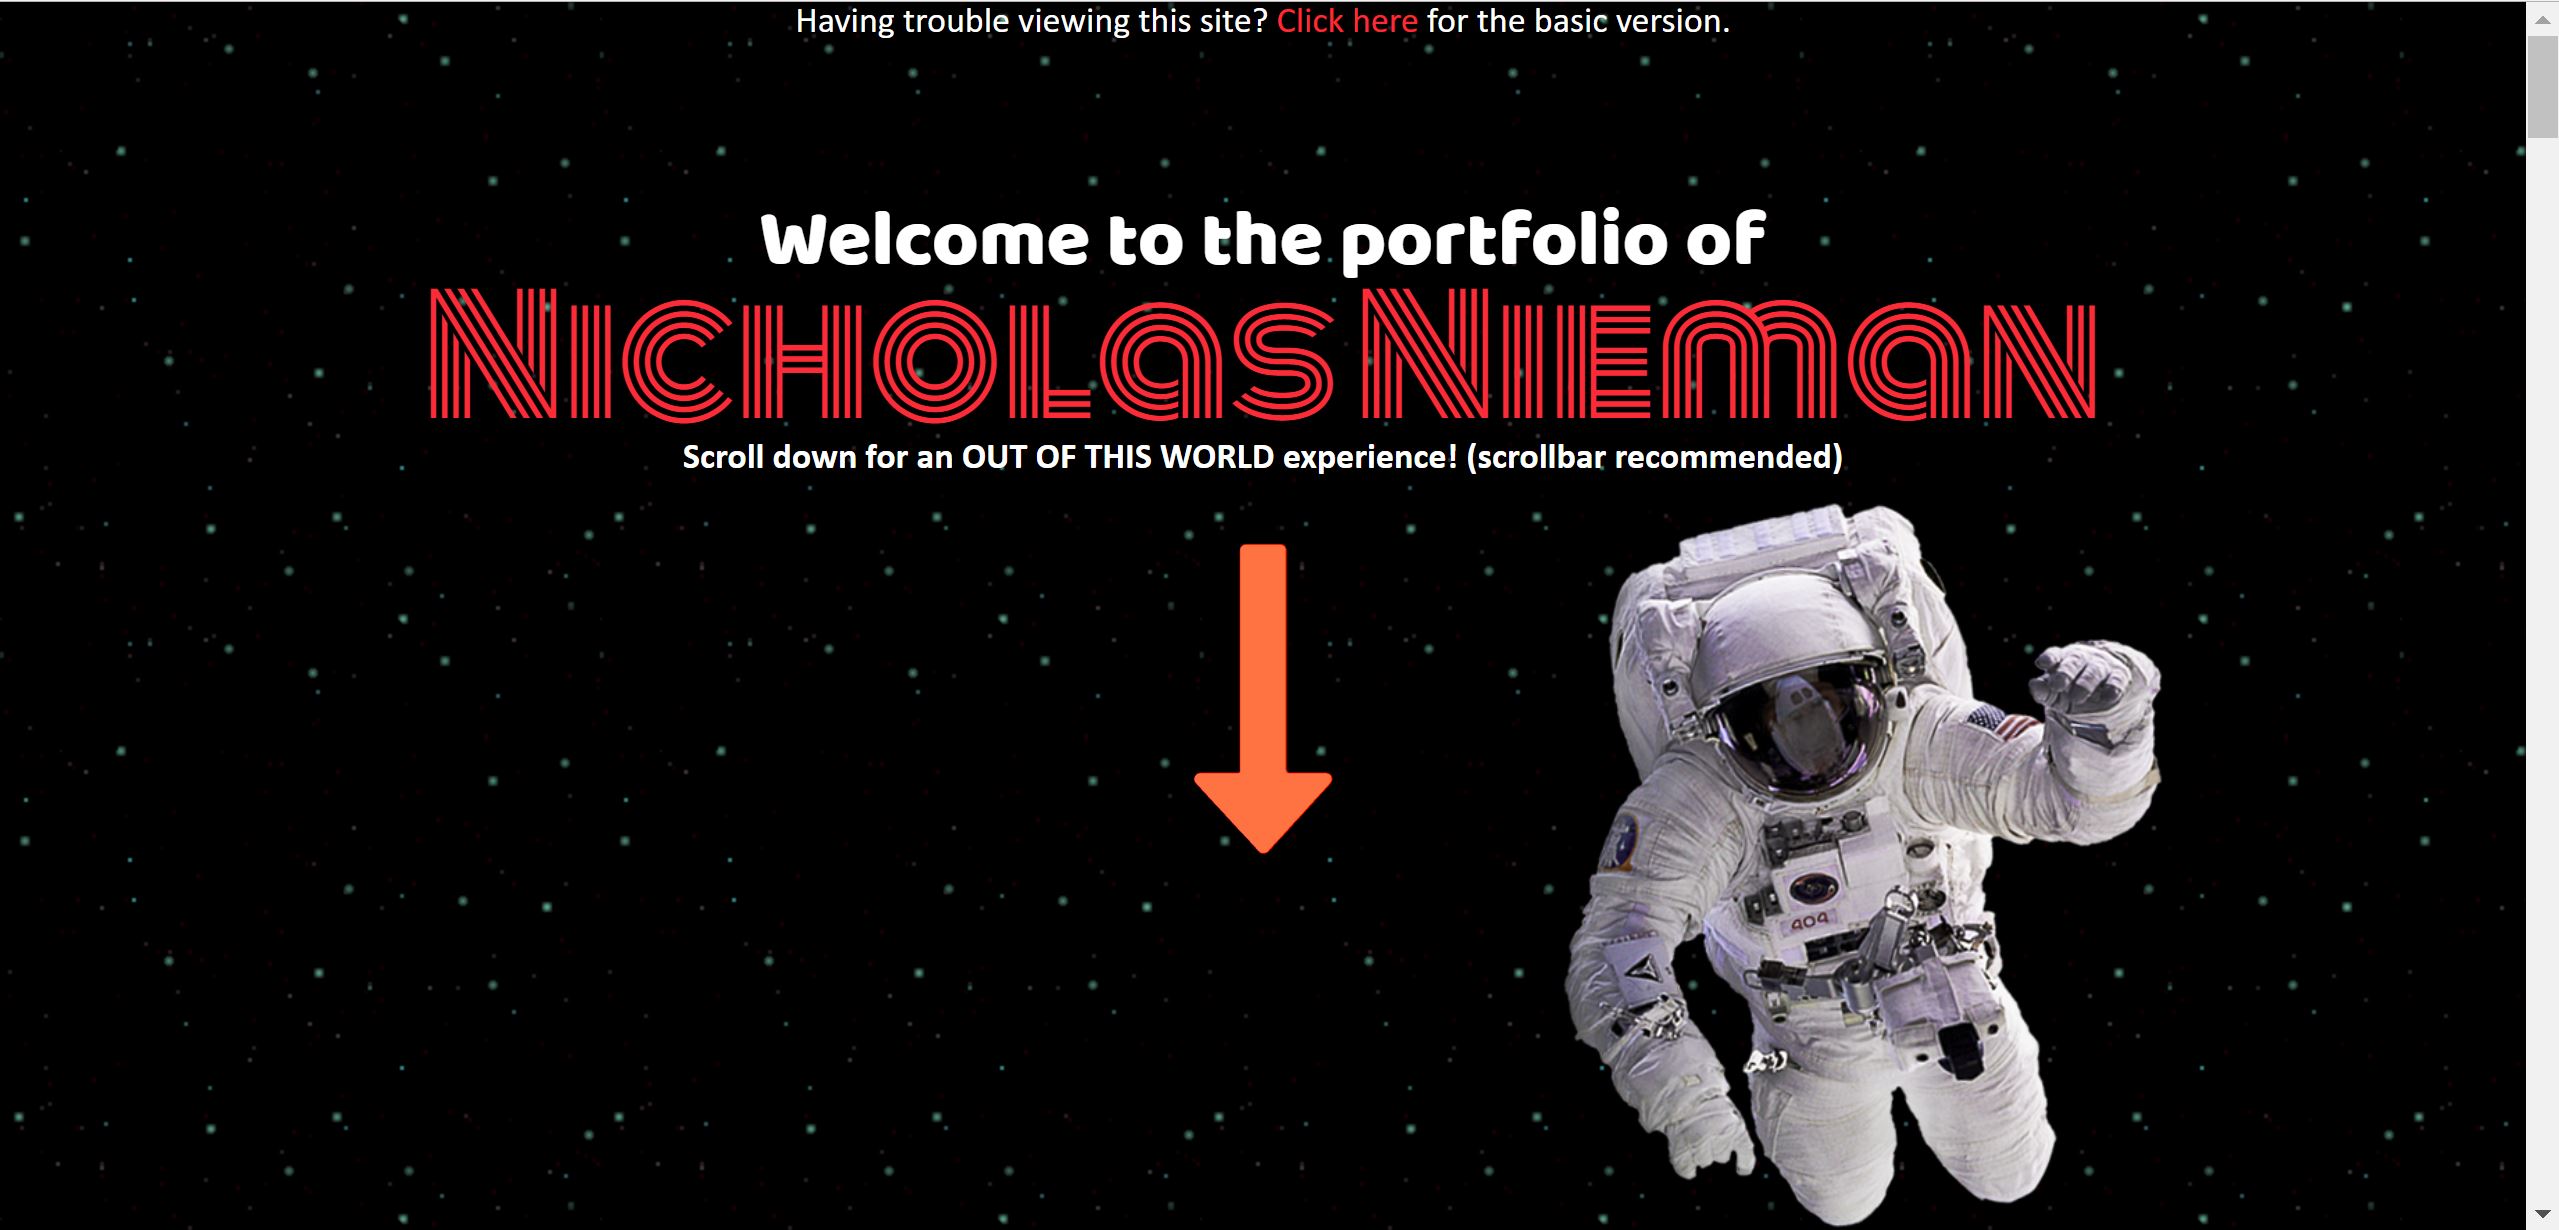 Having trouble viewing this site? Click here for the basic version.
Welcome to the portfolio of
Nicholas Nieman
Scroll down for an OUT OF THIS WORLD experience! (scrollbar recommended)
404